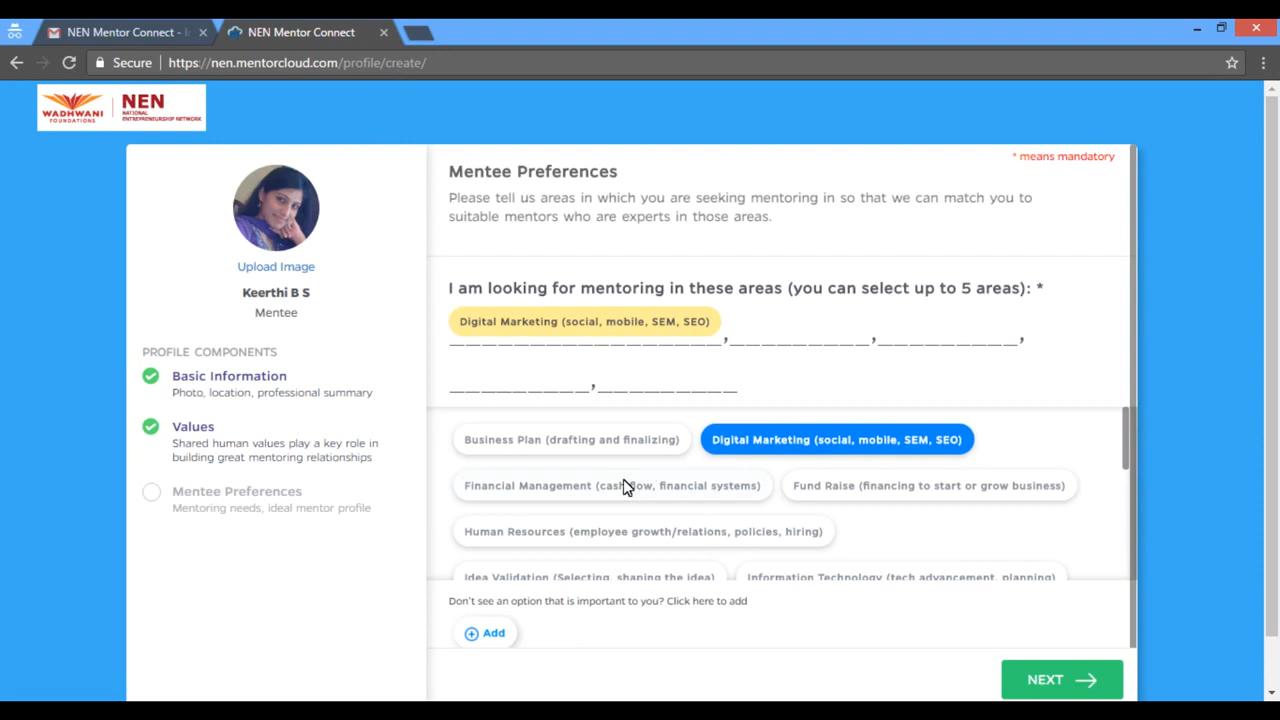 NEN Mentor Connect -
NEN Mentor Connect
Secure https://nen.mentorcloud.com/profile/create/
WADHWANI
FOUNDATIONS
NEN
NATIONAL
ENTREPRENEURSHIP NETWORK
Upload Image
Keerthi B S
Mentee
PROFILE COMPONENTS
Basic Information
Photo, location, professional summary
Values
Shared human values play a key role in
building great mentoring relationships
Mentee Preferences
Mentoring needs, ideal mentor profile
* means mandatory
Mentee Preferences
Please tell us areas in which you are seeking mentoring in so that we can match you to
suitable mentors who are experts in those areas.
I am looking for mentoring in these areas (you can select up to 5 areas): *
Digital Marketing (social, mobile, SEM, SEO)
Business Plan (drafting and finalizing)
Digital Marketing (social, mobile, SEM, SEO)
Financial Management (cash flow, financial systems)
Fund Raise (financing to start or grow business)
Human Resources (employee growth/relations, policies, hiring)
Idea Validation (Selecting, shaping the idea)
Information Technology (tech advancement, planning)
Don't see an option that is important to you? Click here to add
Add
NEXT